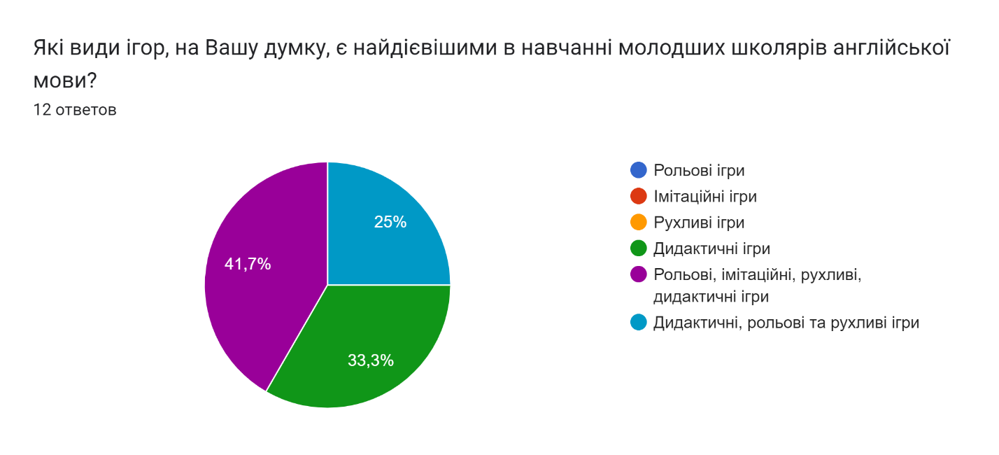 Які види ігор, на Вашу думку, є найдієвішими в навчанні молодших школярів англійської
мови?
12 ответов
25%
41,7%
33,3%
Рольові ігри
Імітаційні ігри
Рухливі ігри
Дидактичні ігри
Рольові, імітаційні, рухливі,
дидактичні ігри
Дидактичні, рольові та рухливі ігри